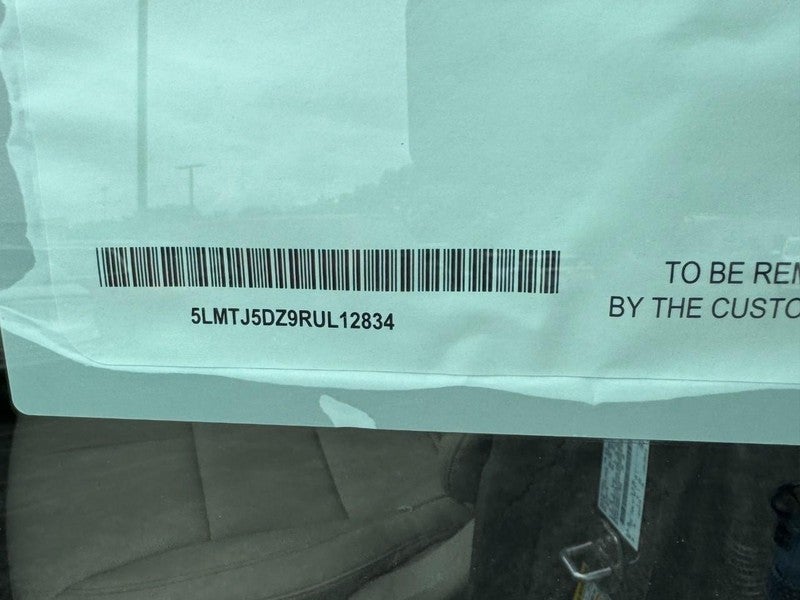 5LMTJ5DZ9RUL12834
TO BE REM
BY THE CUSTO